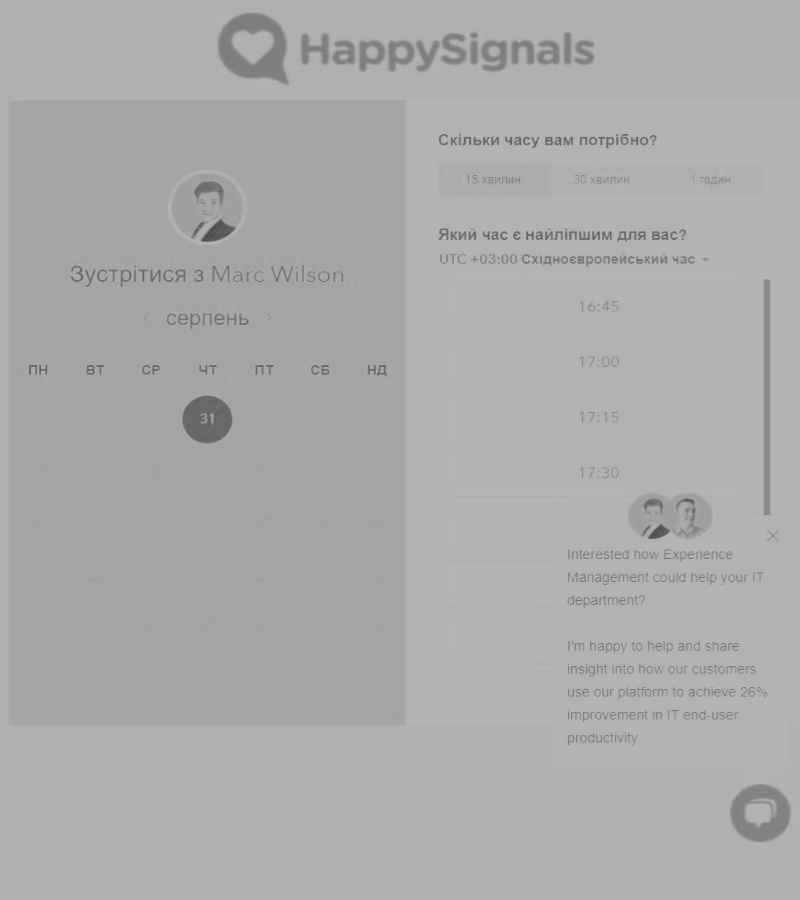 HappySignals
Зустрітися з Marc Wilson
серпень
ПН ВТ СР ЧТ ПТ СБ НД
31
Скільки часу вам потрібно?
15 хвилин 30 хвилин 1 годин
Який час є найліпшим для вас?
UTC +03:00 Східноєвропейський час
16:45
17:00
17:15
17:30
Interested how Experience
Management could help your IT
department?
I'm happy to help and share
insight into how our customers
use our platform to achieve 26%
improvement in IT end-user
productivity.